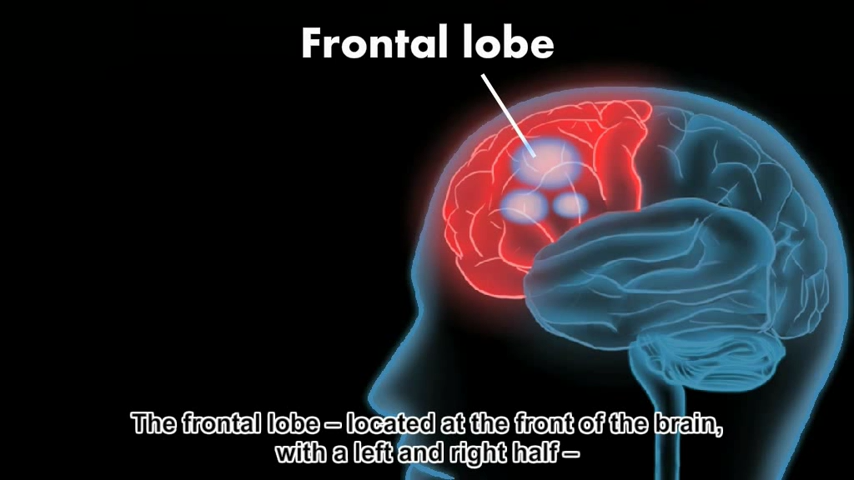 Frontal lobe
The frontal lobe – located at the front of the brain,
with a left and right half –